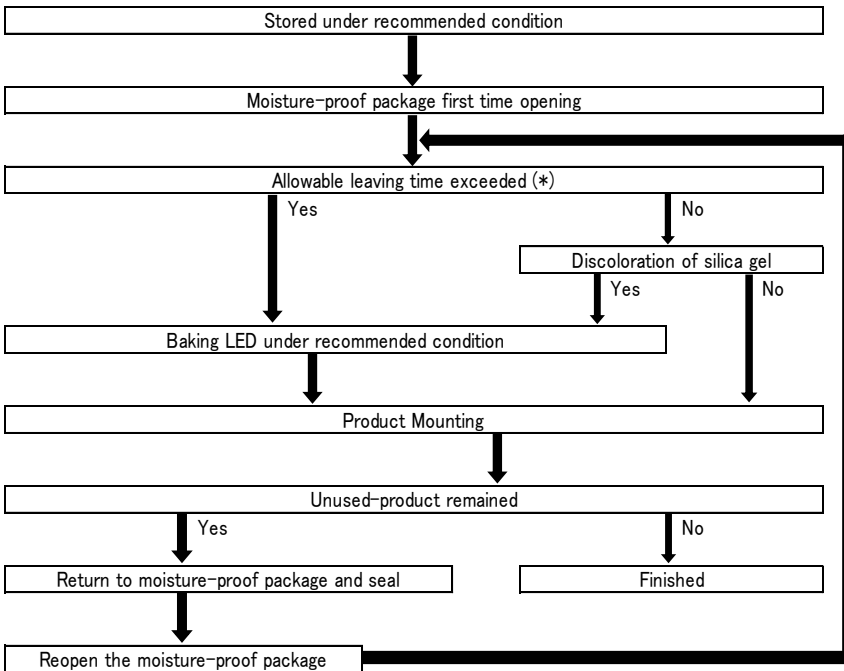 Stored under recommended condition
Moisture-proof package first time opening
Allowable leaving time exceeded (*)
Yes
No
Discoloration of silica gel
Yes
No
Baking LED under recommended condition
Product Mounting
Unused-product remained
Yes
No
Return to moisture-proof package and seal
Finished
Reopen the moisture-proof package